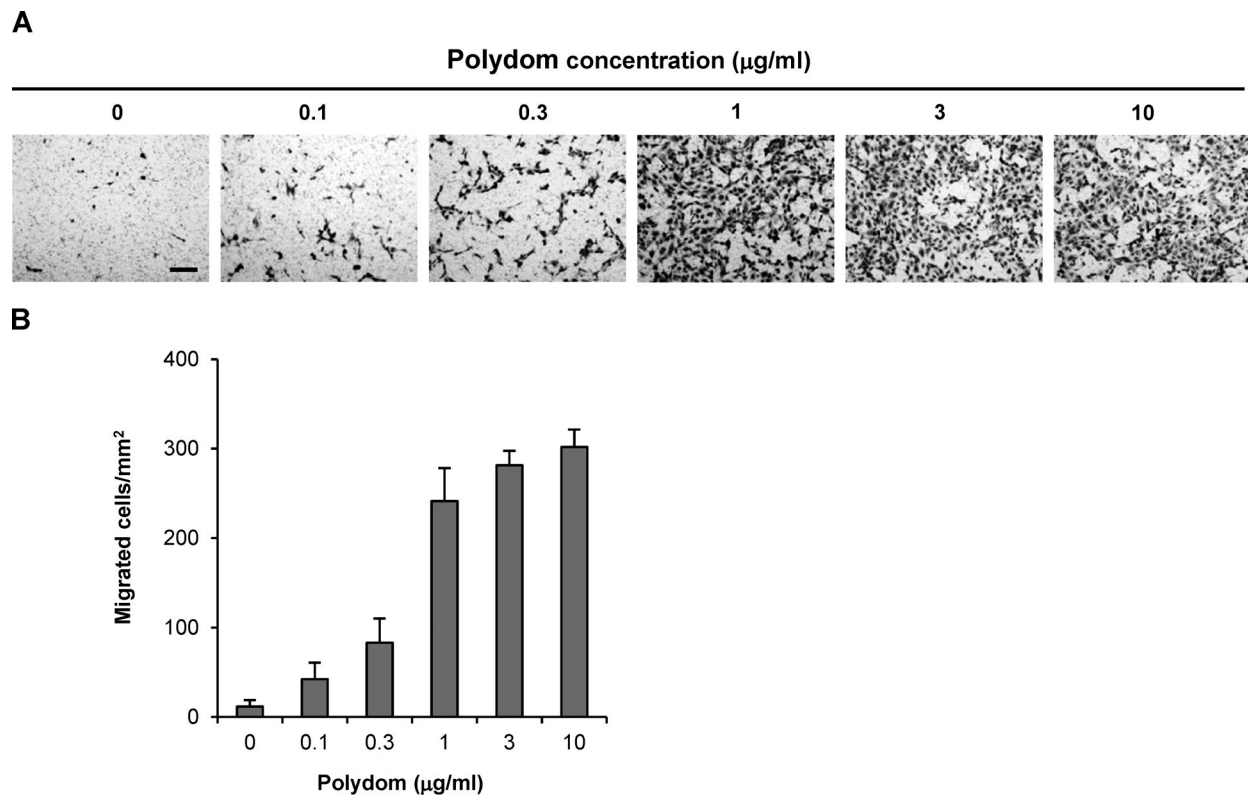 A
Polydom concentration (μg/ml)
0 0.1 0.3 1 3 10
B
400
300
200
100
0
Migrated cells/mm²
0 0.1 0.3 1 3 10
Polydom (μg/ml)